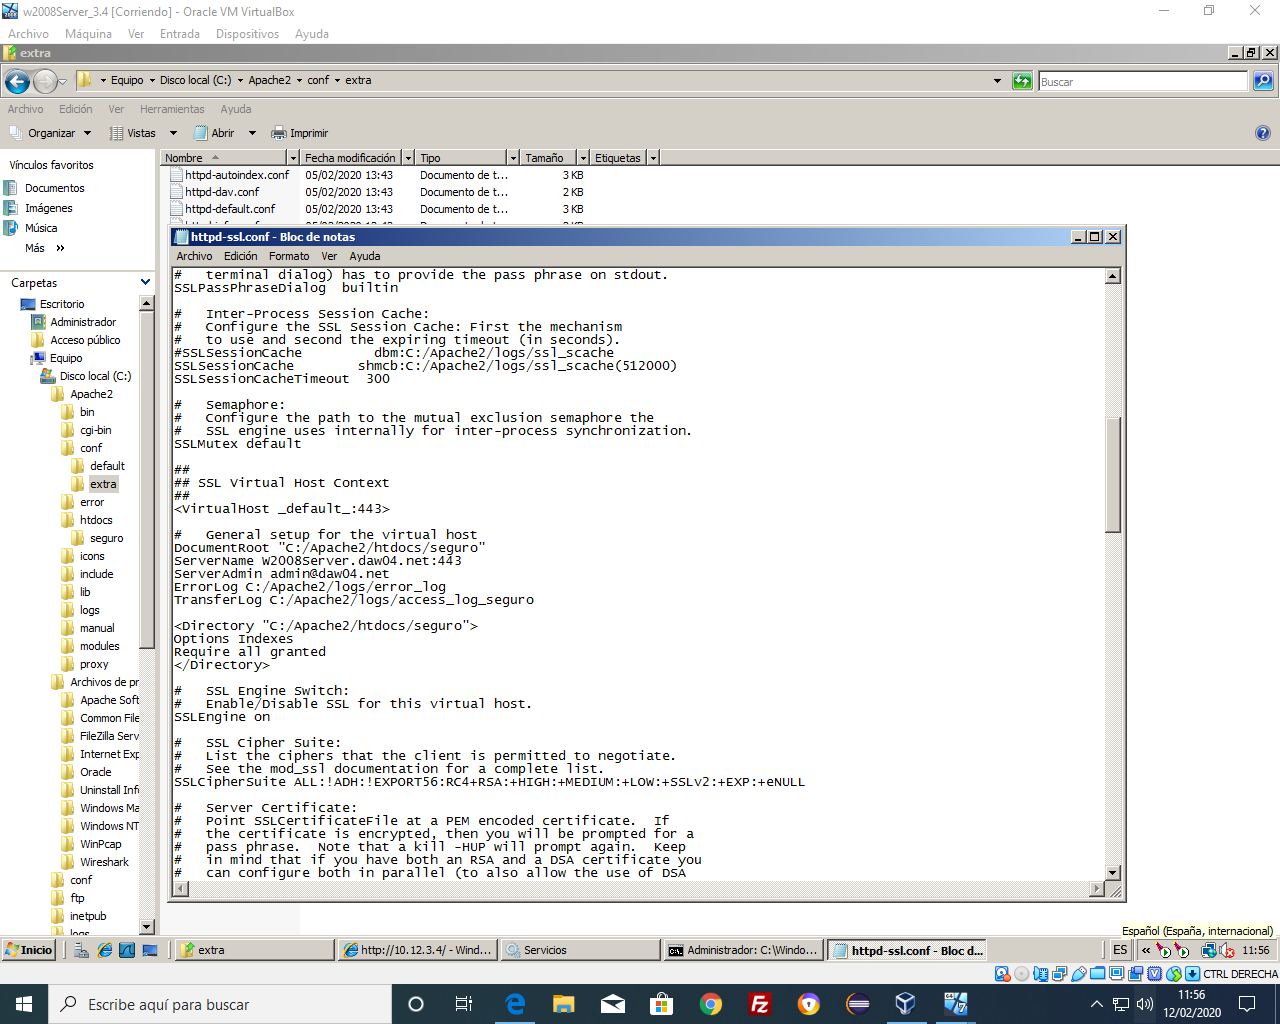 w2008Server_3.4 [Corriendo] - Oracle VM VirtualBox
Archivo Máquina Ver Entrada Dispositivos Ayuda
extra
Equipo Disco local (C:) Apache2 conf extra
Buscar
Archivo Edición Ver Herramientas Ayuda
Organizar Vistas Abrir Imprimir
Vínculos favoritos
Documentos
Imágenes
Música
Más »
Carpetas
Escritorio
Administrador
Acceso público
Equipo
Disco local (C:)
Apache2
bin
cgi-bin
conf
default
extra
error
htdocs
seguro
icons
include
lib
logs
manual
modules
proxy
Archivos de pr
Apache Soft
Common File
FileZilla Serv
Internet Exp
Oracle
Uninstall Info
Windows Ma
Windows NT
WinPcap
Wireshark
conf
ftp
inetpub
logs
Nombre Fecha modificación Tipo Tamaño Etiquetas
httpd-autoindex.conf 05/02/2020 13:43 Documento de t... 3 KB
httpd-dav.conf 05/02/2020 13:43 Documento de t... 2 KB
httpd-default.conf 05/02/2020 13:43 Documento de t... 3 KB
httpd-ssl.conf - Bloc de notas
Archivo Edición Formato Ver Ayuda
#   terminal dialog) has to provide the pass phrase on stdout.
SSLPassPhraseDialog  builtin
#   Inter-Process Session Cache:
#   Configure the SSL Session Cache: First the mechanism
#   to use and second the expiring timeout (in seconds).
#SSLSessionCache         dbm:C:/Apache2/logs/ssl_scache
SSLSessionCache        shmcb:C:/Apache2/logs/ssl_scache(512000)
SSLSessionCacheTimeout  300
#   Semaphore:
#   Configure the path to the mutual exclusion semaphore the
#   SSL engine uses internally for inter-process synchronization.
SSLMutex default
##
## SSL Virtual Host Context
##
<VirtualHost _default_:443>
#   General setup for the virtual host
DocumentRoot "C:/Apache2/htdocs/seguro"
ServerName W2008Server.daw04.net:443
ServerAdmin admin@daw04.net
ErrorLog C:/Apache2/logs/error_log
TransferLog C:/Apache2/logs/access_log_seguro
<Directory "C:/Apache2/htdocs/seguro">
Options Indexes
Require all granted
</Directory>
#   SSL Engine Switch:
#   Enable/Disable SSL for this virtual host.
SSLEngine on
#   SSL Cipher Suite:
#   List the ciphers that the client is permitted to negotiate.
#   See the mod_ssl documentation for a complete list.
SSLCipherSuite ALL:!ADH:!EXPORT56:RC4+RSA:+HIGH:+MEDIUM:+LOW:+SSLv2:+EXP:+eNULL
#   Server Certificate:
#   Point SSLCertificateFile at a PEM encoded certificate.  If
#   the certificate is encrypted, then you will be prompted for a
#   pass phrase.  Note that a kill -HUP will prompt again.  Keep
#   in mind that if you have both an RSA and a DSA certificate you
#   can configure both in parallel (to also allow the use of DSA
Español (España, internacional)
Inicio extra http://10.12.3.4/ - Wind... Servicios Administrador: C:\Windo... httpd-ssl.conf - Bloc d... ES « 11:56
CTRL DERECHA
Escribe aquí para buscar
11:56
12/02/2020